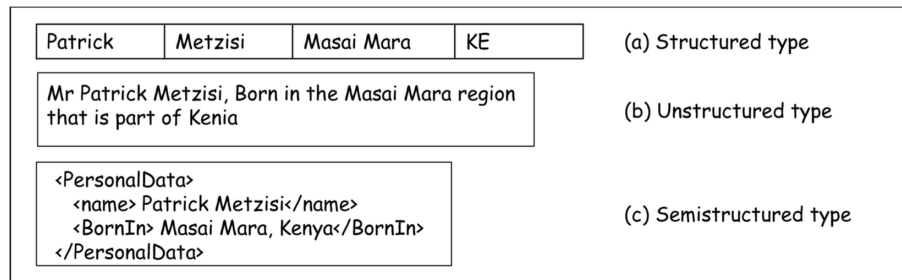 Patrick Metzisi Masai Mara KE (a) Structured type
Mr Patrick Metzisi, Born in the Masai Mara region
that is part of Kenia
(b) Unstructured type
<PersonalData>
<name> Patrick Metzisi</name>
<BornIn> Masai Mara, Kenya</BornIn>
</PersonalData>
(c) Semistructured type